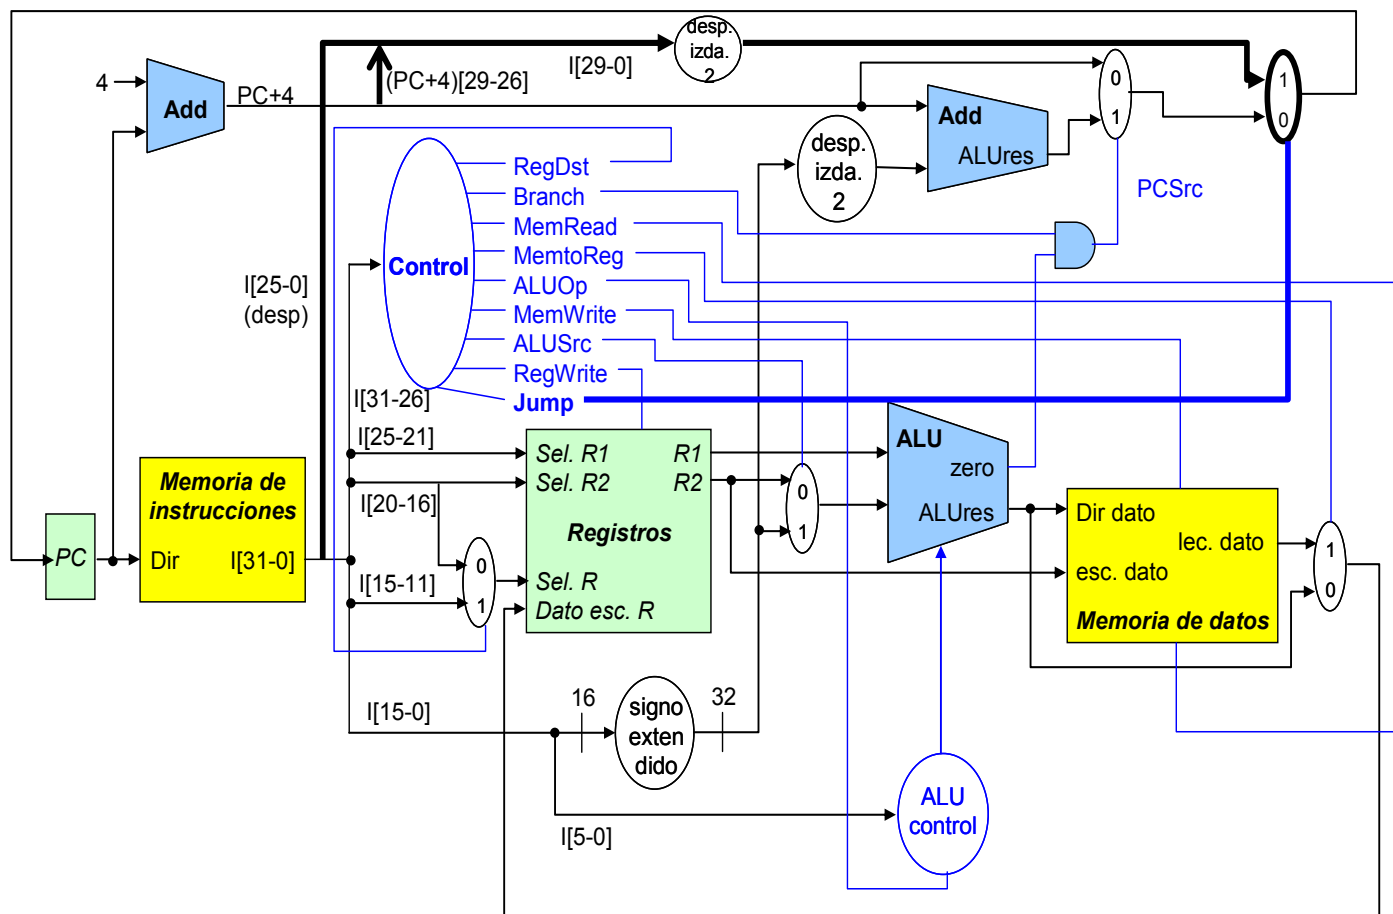 desp.
izda.
2
I[29-0]
(PC+4)[29-26]
4
Add
PC+4
0
1
1
0
Add
ALUres
desp.
izda.
2
PCSrc
Control
RegDst
Branch
MemRead
MemtoReg
ALUOp
MemWrite
ALUSrc
RegWrite
Jump
I[25-0]
(desp)
I[31-26]
I[25-21]
I[20-16]
I[15-11]
I[15-0]
I[5-0]
PC
Memoria de
instrucciones
Dir
I[31-0]
0
1
Sel. R1
R1
Sel. R2
R2
Registros
Sel. R
Dato esc. R
0
1
ALU
zero
ALUres
Dir dato
lec. dato
esc. dato
Memoria de datos
1
0
16
signo
exten
dido
32
ALU
control